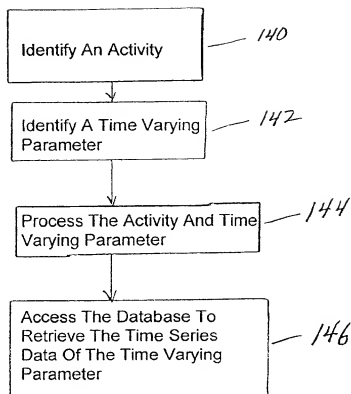 Identify An Activity
140
Identify A Time Varying
Parameter
142
Process The Activity And Time
Varying Parameter
144
Access The Database To
Retrieve The Time Series
Data Of The Time Varying
Parameter
146